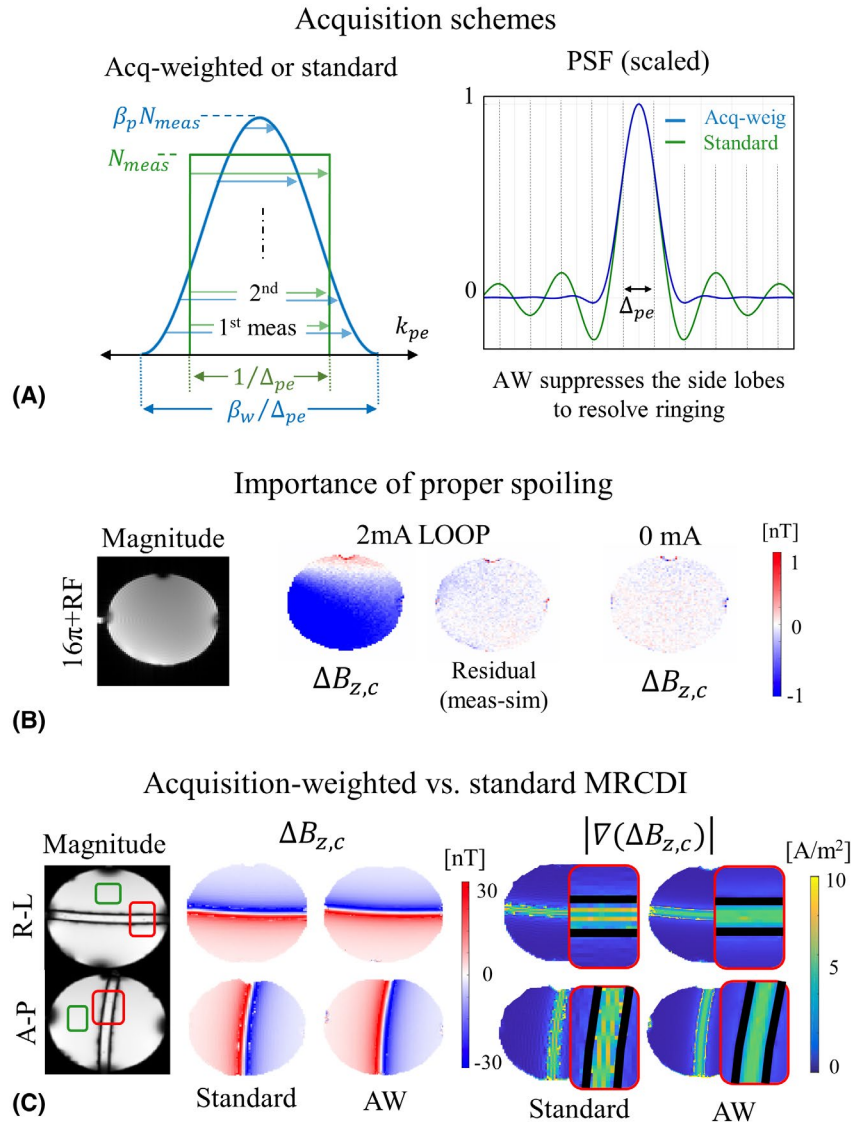 Acquisition schemes
Acq-weighted or standard
β_p N_meas
N_meas
2nd
1st meas
k_pe
1/Δ_pe
β_w/Δ_pe
PSF (scaled)
1
0
Acq-weig
Standard
Δ_pe
AW suppresses the side lobes
to resolve ringing
(A)
Importance of proper spoiling
Magnitude
2mA LOOP
0 mA
[nT]
16π+RF
1
0
-1
ΔB_z,c
Residual
(meas-sim)
ΔB_z,c
(B)
Acquisition-weighted vs. standard MRCDI
Magnitude
ΔB_z,c
[nT]
|∇(ΔB_z,c)|
[A/m²]
R-L
A-P
30
0
-30
10
5
0
Standard
AW
Standard
AW
(C)